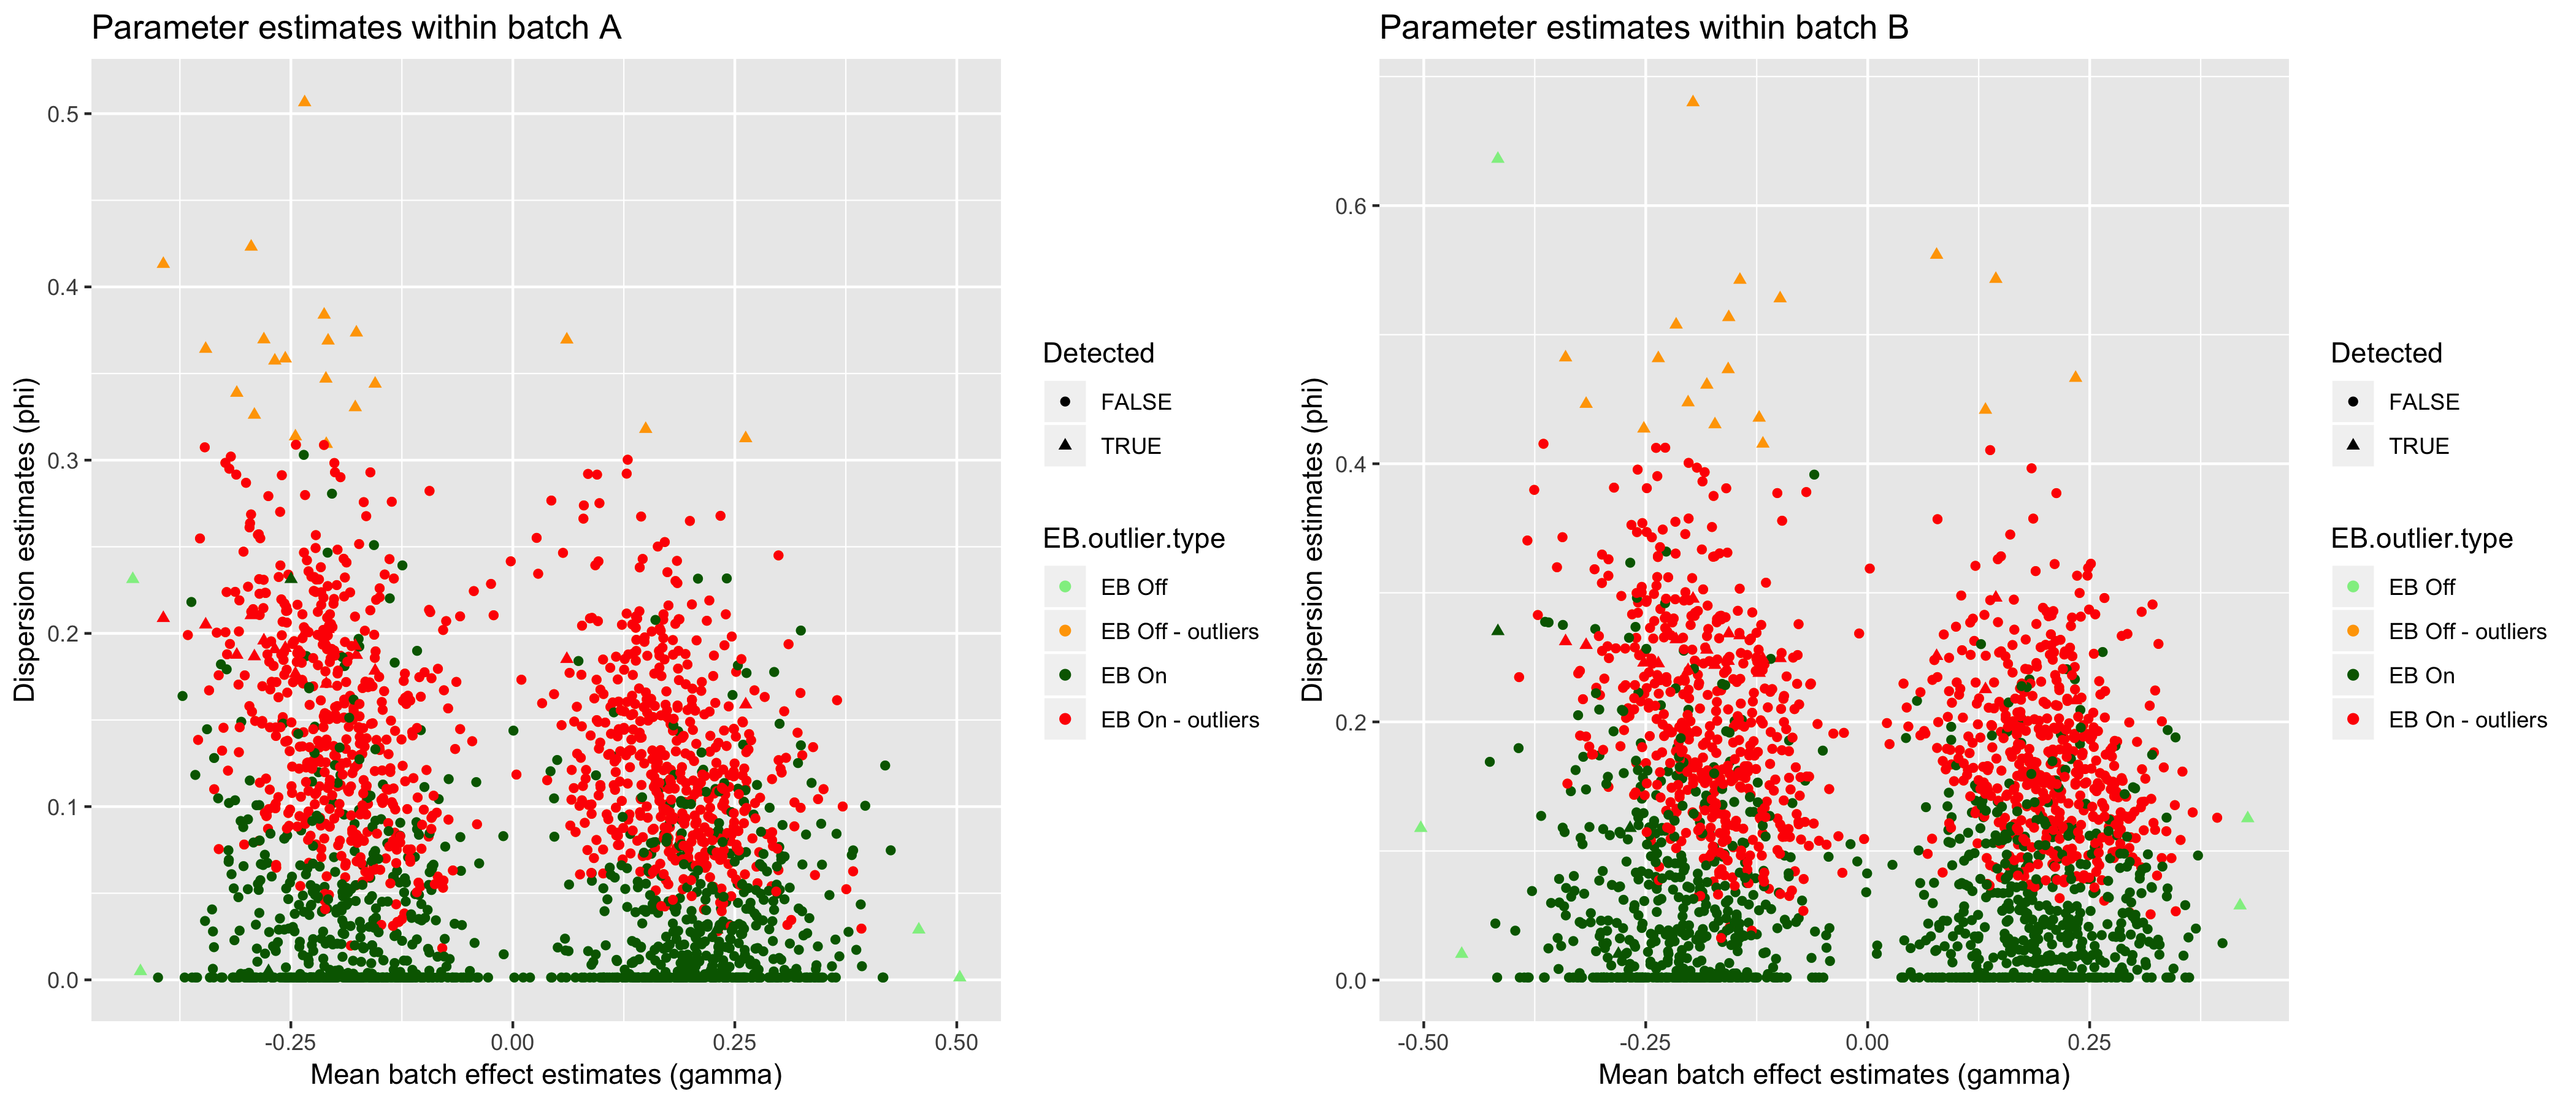 Parameter estimates within batch A
Dispersion estimates (phi)
0.5
0.4
0.3
0.2
0.1
0.0
-0.25
0.00
0.25
0.50
Mean batch effect estimates (gamma)
Detected
FALSE
TRUE
EB.outlier.type
EB Off
EB Off - outliers
EB On
EB On - outliers
Parameter estimates within batch B
Dispersion estimates (phi)
0.6
0.4
0.2
0.0
-0.50
-0.25
0.00
0.25
Mean batch effect estimates (gamma)
Detected
FALSE
TRUE
EB.outlier.type
EB Off
EB Off - outliers
EB On
EB On - outliers